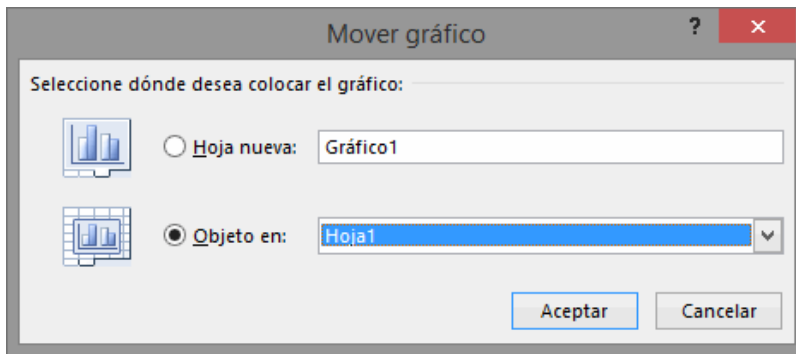 Mover gráfico
?
Seleccione dónde desea colocar el gráfico:
Hoja nueva: Gráfico1
Objeto en: Hoja1
Aceptar Cancelar